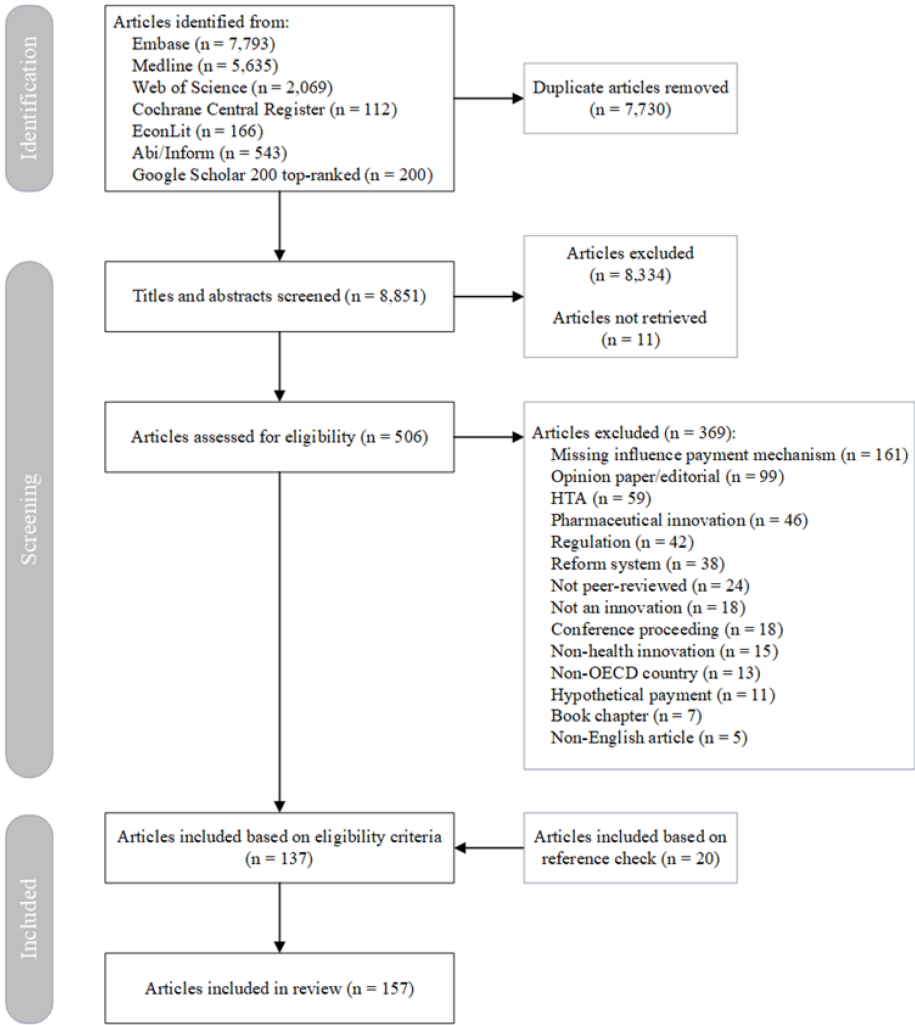 Identification
Articles identified from:
Embase (n = 7,793)
Medline (n = 5,635)
Web of Science (n = 2,069)
Cochrane Central Register (n = 112)
EconLit (n = 166)
Abi/Inform (n = 543)
Google Scholar 200 top-ranked (n = 200)
Duplicate articles removed
(n = 7,730)
Screening
Titles and abstracts screened (n = 8,851)
Articles excluded
(n = 8,334)
Articles not retrieved
(n = 11)
Articles assessed for eligibility (n = 506)
Articles excluded (n = 369):
Missing influence payment mechanism (n = 161)
Opinion paper/editorial (n = 99)
HTA (n = 59)
Pharmaceutical innovation (n = 46)
Regulation (n = 42)
Reform system (n = 38)
Not peer-reviewed (n = 24)
Not an innovation (n = 18)
Conference proceeding (n = 18)
Non-health innovation (n = 15)
Non-OECD country (n = 13)
Hypothetical payment (n = 11)
Book chapter (n = 7)
Non-English article (n = 5)
Included
Articles included based on eligibility criteria
(n = 137)
Articles included based on
reference check (n = 20)
Articles included in review (n = 157)